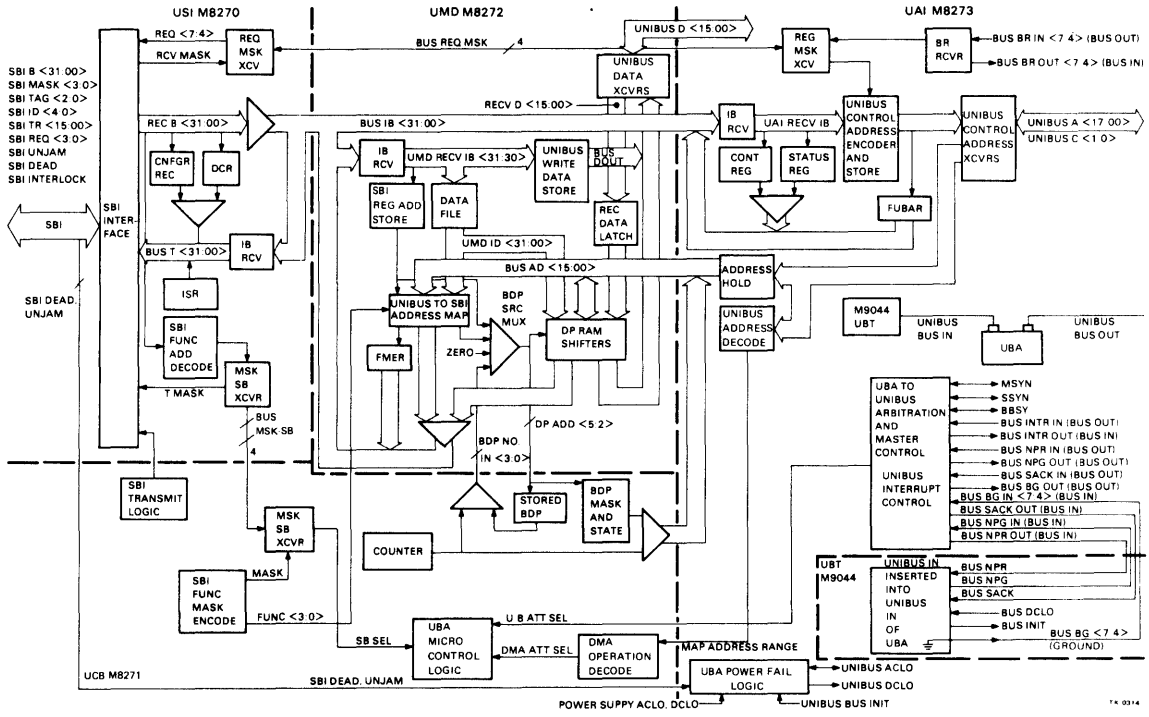 USI M8270
UMD M8272
UAI M8273
REQ <7:4>
RCV MASK
REQ
MSK
XCV
BUS REQ MSK
4
UNIBUS D <15:00>
UNIBUS
DATA
XCVRS
REG
MSK
XCV
BR
RCVR
BUS BR IN <7 4> (BUS OUT)
BUS BR OUT <7 4> (BUS IN)
SBI B <31:00>
SBI MASK <3:0>
SBI TAG <2:0>
SBI ID <4:0>
SBI TR <15:00>
SBI REQ <3:0>
SBI UNJAM
SBI DEAD
SBI INTERLOCK
REC B <31:00>
BUS IB <31:00>
RECV D <15:00>
IB
RCV
UAI RECV IB
UNIBUS
CONTROL
ADDRESS
ENCODER
AND
STORE
UNIBUS
CONTROL
ADDRESS
XCVRS
UNIBUS A <17:00>
UNIBUS C <1:0>
CNFGR
REC
DCR
IB
RCV
UMD RECV IB <31:30>
UNIBUS
WRITE
DATA
STORE
BUS
DOUT
CONT
REG
STATUS
REG
SBI
REG ADD
STORE
DATA
FILE
REC
DATA
LATCH
FUBAR
SBI
SBI
INTER-
FACE
BUS T <31:00>
IB
RCV
UMD ID <31:00>
BUS AD <15:00>
ADDRESS
HOLD
SBI DEAD,
UNJAM
ISR
UNIBUS TO SBI
ADDRESS MAP
BDP
SRC
MUX
DP RAM
SHIFTERS
UNIBUS
ADDRESS
DECODE
M9044
UBT
UNIBUS
BUS IN
UBA
UNIBUS
BUS OUT
SBI
FUNC
ADD
DECODE
FMER
ZERO
MSK
SB
XCVR
T MASK
BUS
MSK-SB
4
DP ADD <5:2>
BDP NO.
IN <3:0>
UBA TO
UNIBUS
ARBITRATION
AND
MASTER
CONTROL
UNIBUS
INTERRUPT
CONTROL
MSYN
SSYN
BBSY
BUS INTR IN (BUS OUT)
BUS INTR OUT (BUS IN)
BUS NPR IN (BUS OUT)
BUS NPG OUT (BUS OUT)
BUS SACK IN (BUS OUT)
BUS BG OUT (BUS OUT)
BUS BG IN <7:4> (BUS IN)
BUS SACK OUT (BUS IN)
BUS NPG IN (BUS IN)
BUS NPR OUT (BUS IN)
SBI
TRANSMIT
LOGIC
MSK
SB
XCVR
STORED
BDP
BDP
MASK
AND
STATE
COUNTER
MASK
SBI
FUNC
MASK
ENCODE
FUNC <3:0>
UBT
M9044
UNIBUS IN
INSERTED
INTO
UNIBUS
IN
OF
UBA
BUS NPR
BUS NPG
BUS SACK
BUS DCLO
BUS INIT
BUS BG <7 4>
(GROUND)
SB SEL
UBA
MICRO
CONTROL
LOGIC
U B ATT SEL
DMA ATT SEL
DMA
OPERATION
DECODE
MAP ADDRESS RANGE
UCB M8271
SBI DEAD, UNJAM
UBA POWER FAIL
LOGIC
UNIBUS ACLO
UNIBUS DCLO
POWER SUPPY ACLO, DCLO
UNIBUS BUS INIT
TK 0314